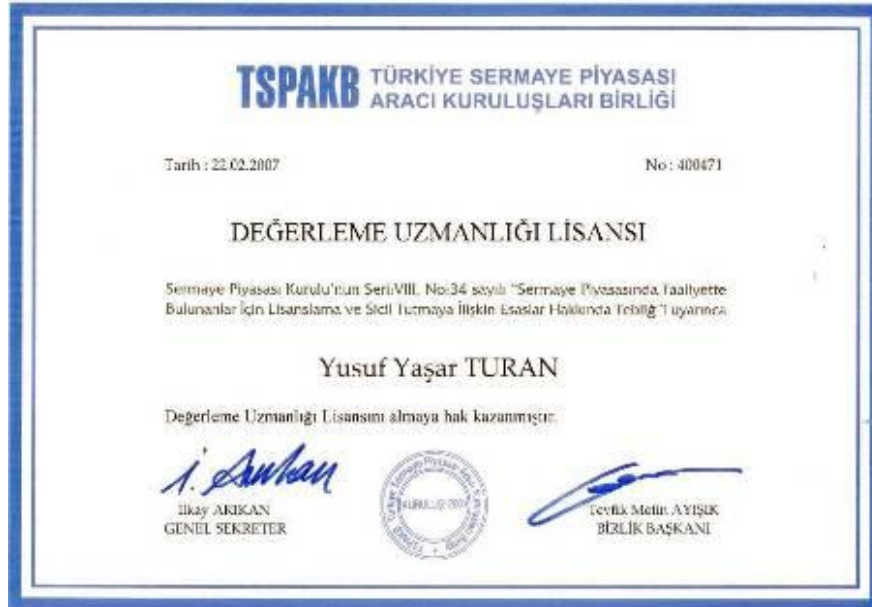 TSPAKB TÜRKİYE SERMAYE PİYASASI
ARACI KURULUŞLARI BİRLİĞİ
Tarih : 22.02.2007 No : 400471
DEĞERLEME UZMANLIĞI LİSANSI
Sermaye Piyasası Kurulu'nun Seri:VIII, No:34 sayılı "Sermaye Piyasasında Faaliyette
Bulunanlar İçin Lisanslama ve Sicil Tutmaya İlişkin Esaslar Hakkında Tebliğ"i uyarınca
Yusuf Yaşar TURAN
Değerleme Uzmanlığı Lisansını almaya hak kazanmıştır.
İlkay ARIKAN
GENEL SEKRETER
KURULUŞ
Tevfik Metin AYIŞIK
BİRLİK BAŞKANI